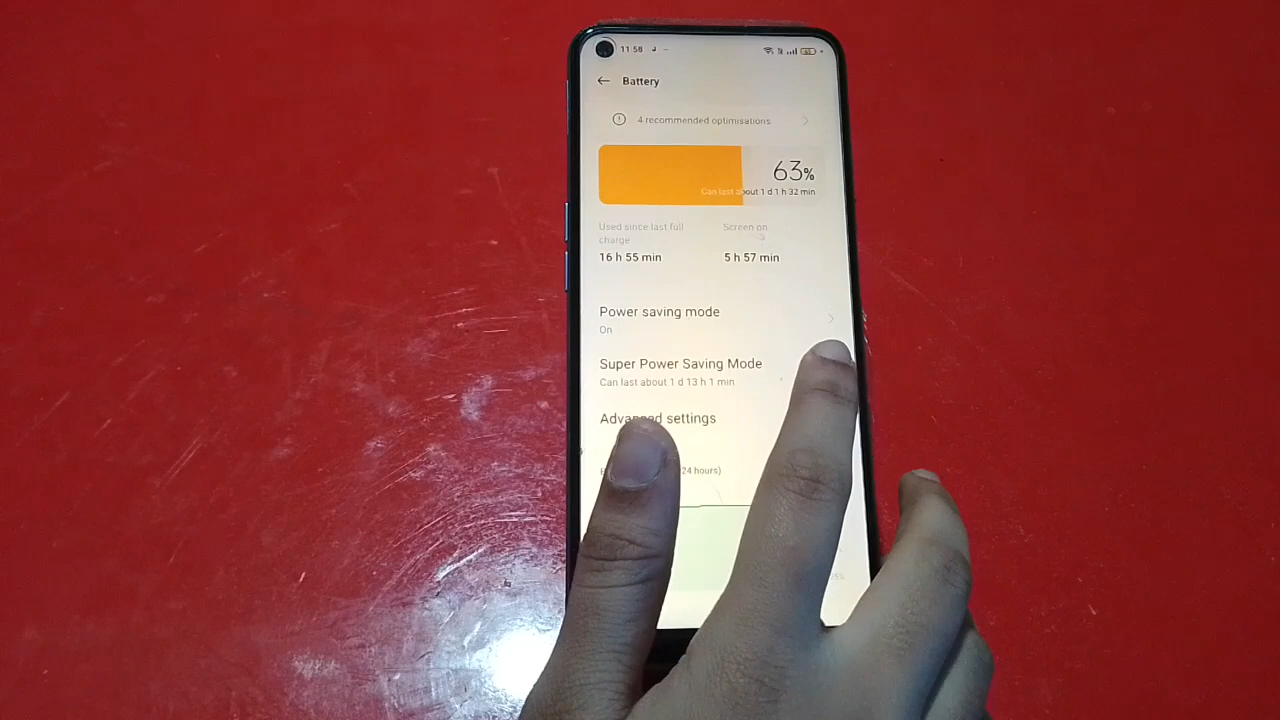 11:58
Battery
4 recommended optimisations
63%
Can last about 1 d 1 h 32 min
Used since last full
charge
Screen on
16 h 55 min
5 h 57 min
Power saving mode
On
Super Power Saving Mode
Can last about 1 d 13 h 1 min
Advanced settings
24 hours)